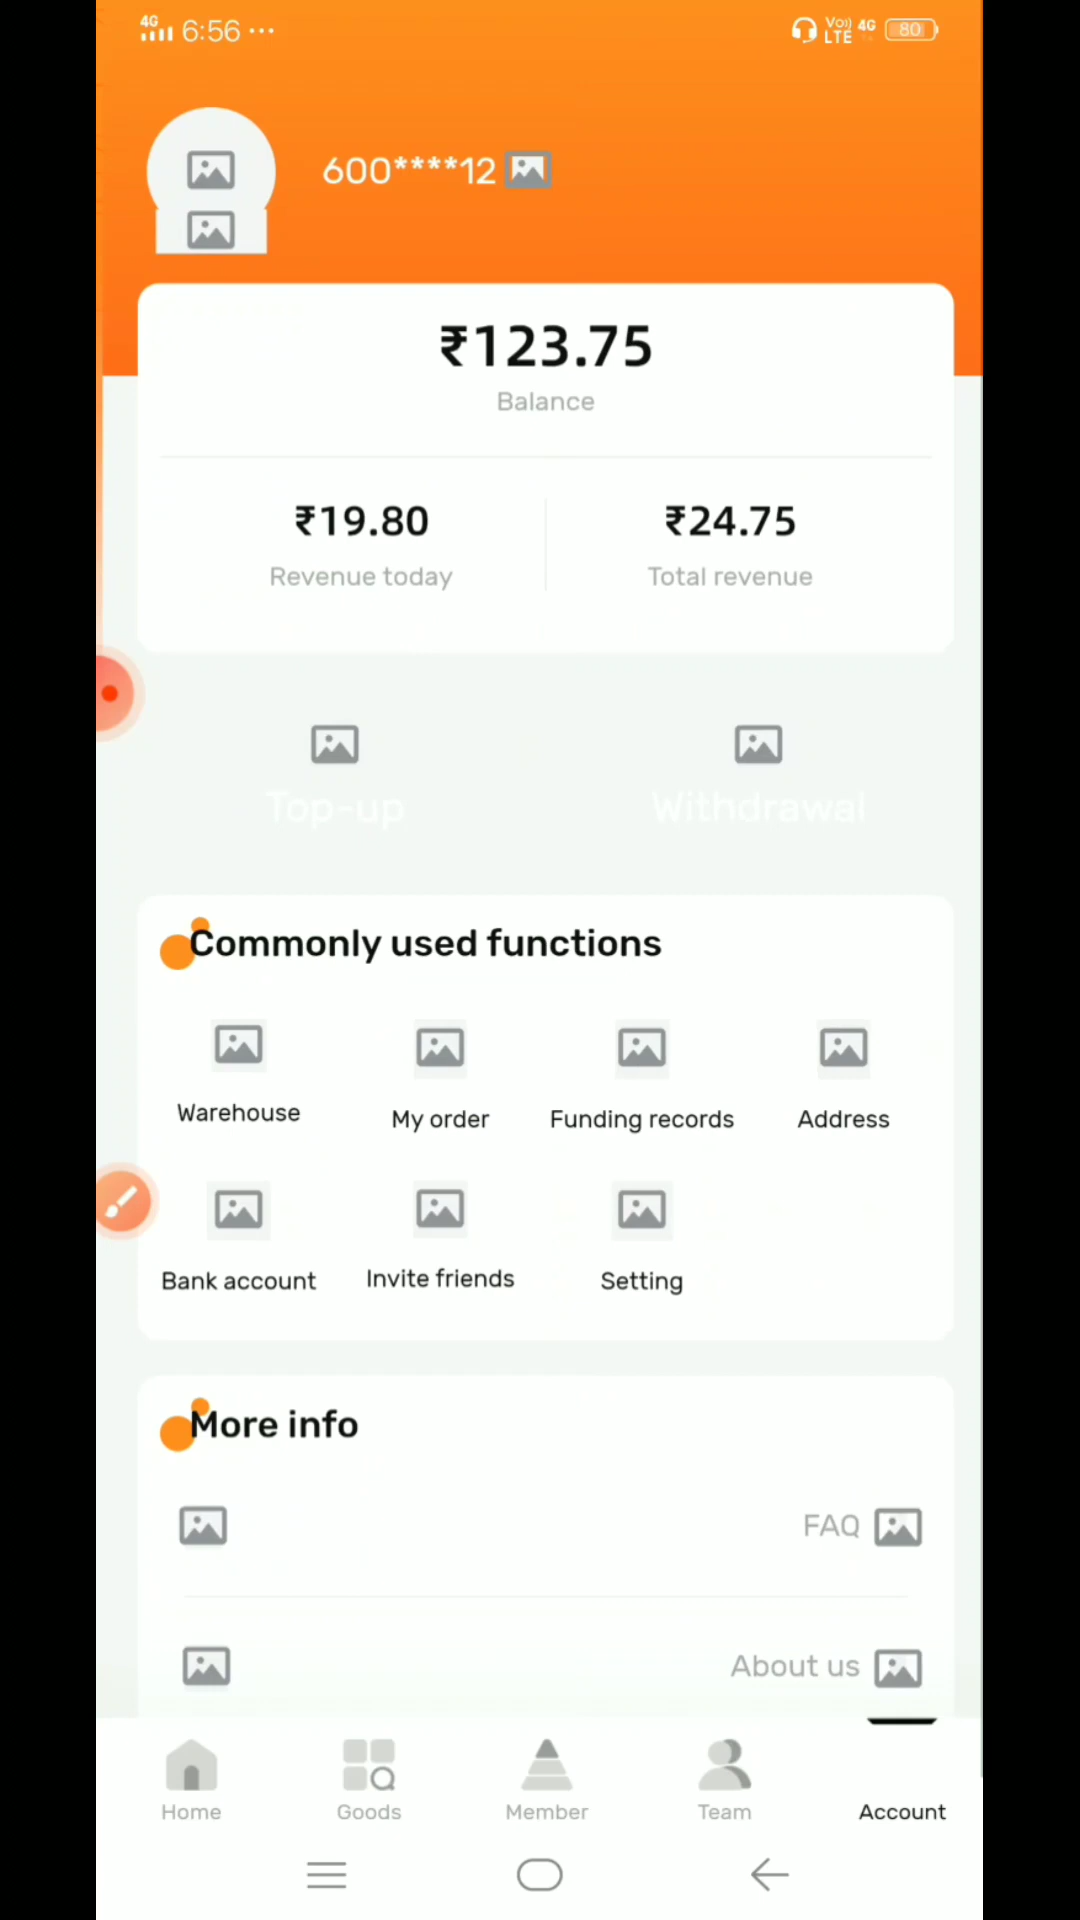 4G 6:56 ... Vo)) LTE 4G 80
600****12
₹123.75
Balance
₹19.80 ₹24.75
Revenue today Total revenue
Top-up Withdrawal
Commonly used functions
Warehouse My order Funding records Address
Bank account Invite friends Setting
More info
FAQ
About us
Home Goods Member Team Account